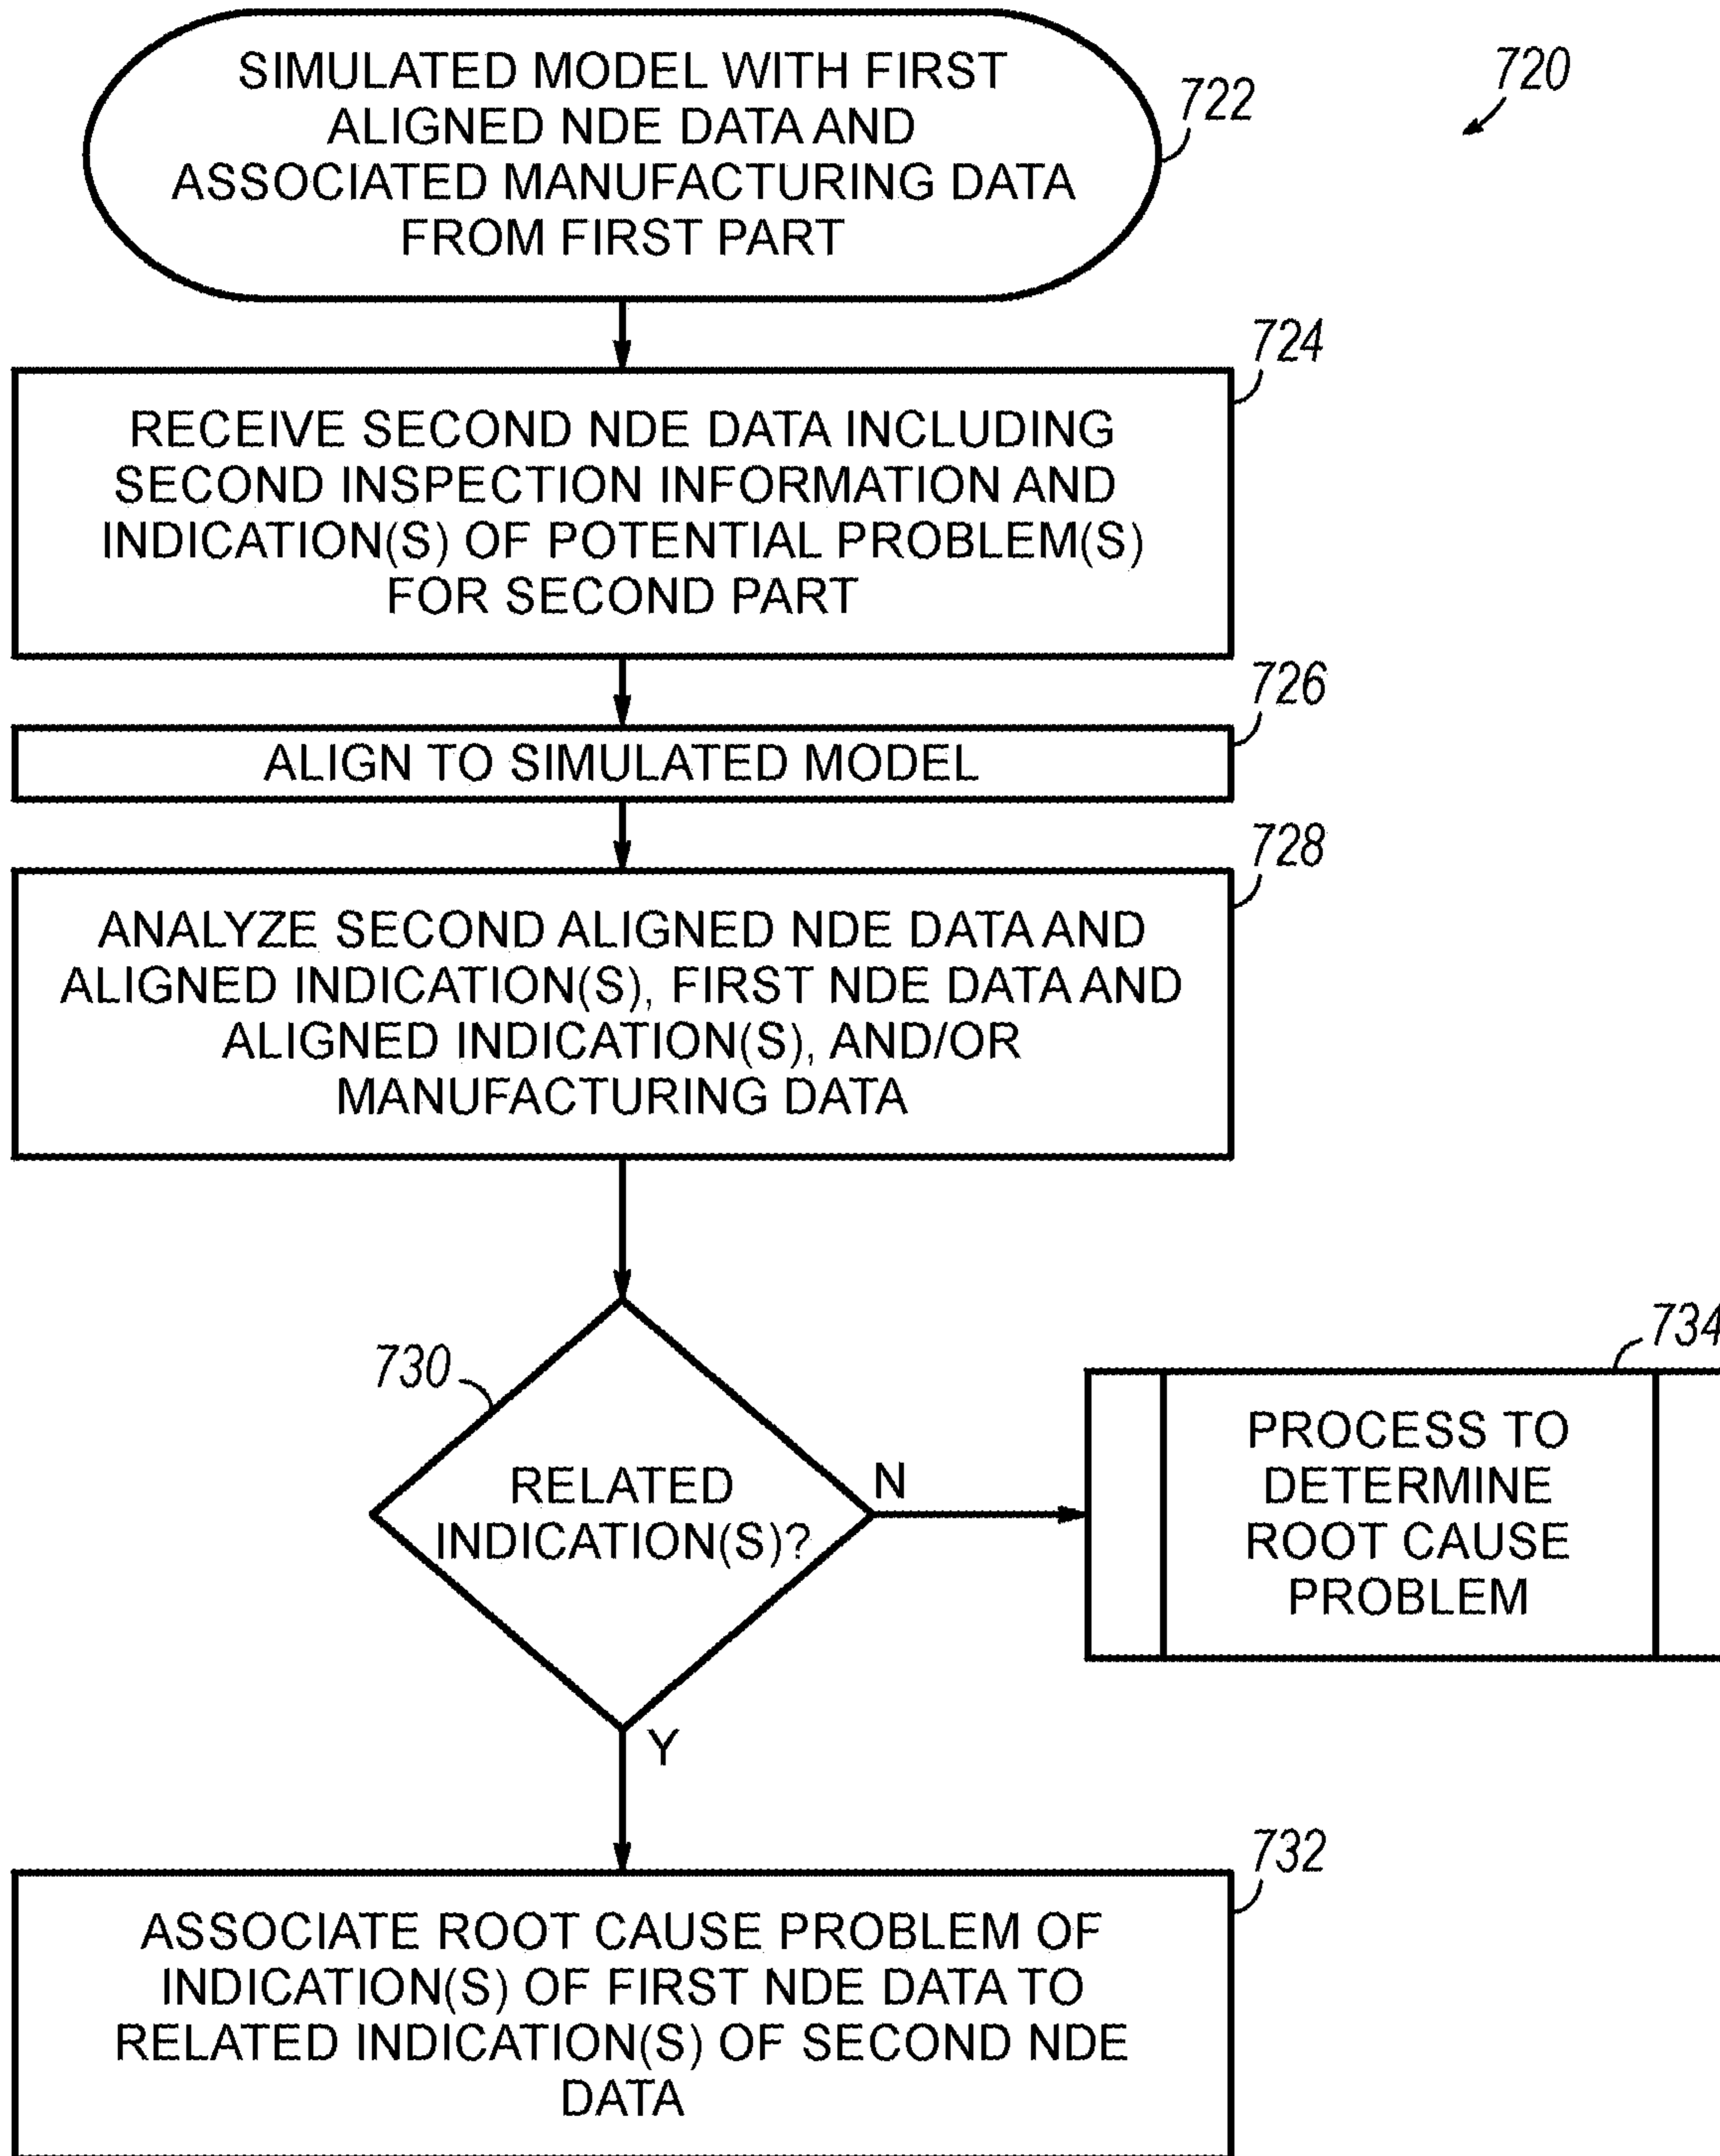 SIMULATED MODEL WITH FIRST
ALIGNED NDE DATA AND
ASSOCIATED MANUFACTURING DATA
FROM FIRST PART
722
720
724
RECEIVE SECOND NDE DATA INCLUDING
SECOND INSPECTION INFORMATION AND
INDICATION(S) OF POTENTIAL PROBLEM(S)
FOR SECOND PART
726
ALIGN TO SIMULATED MODEL
728
ANALYZE SECOND ALIGNED NDE DATA AND
ALIGNED INDICATION(S), FIRST NDE DATA AND
ALIGNED INDICATION(S), AND/OR
MANUFACTURING DATA
730
RELATED
INDICATION(S)?
N
734
PROCESS TO
DETERMINE
ROOT CAUSE
PROBLEM
Y
732
ASSOCIATE ROOT CAUSE PROBLEM OF
INDICATION(S) OF FIRST NDE DATA TO
RELATED INDICATION(S) OF SECOND NDE
DATA